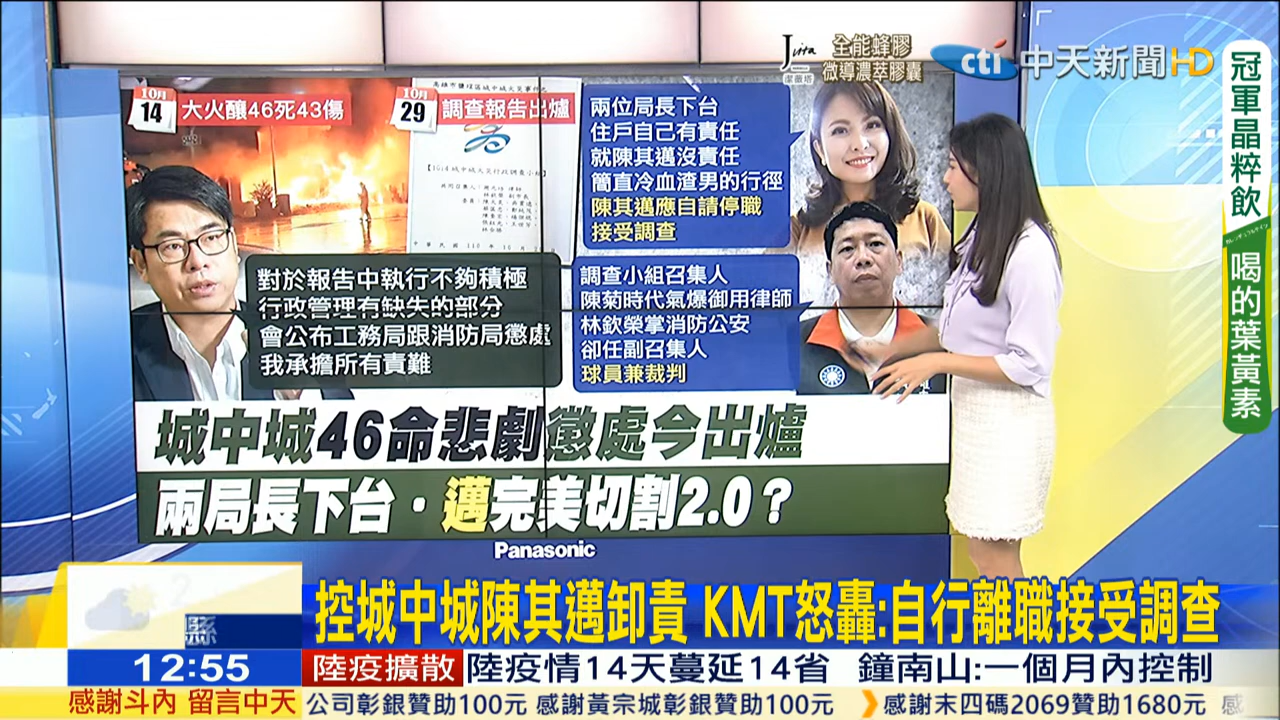 Jvita
潔薇塔
全能蜂膠
微導濃萃膠囊
cti 中天新聞HD
冠軍晶粹飲
喝的葉黃素
10月
14
大火釀46死43傷
10月
29
調查報告出爐
兩位局長下台
住戶自己有責任
就陳其邁沒責任
簡直冷血渣男的行徑
陳其邁應自請停職
接受調查
對於報告中執行不夠積極
行政管理有缺失的部分
會公布工務局跟消防局懲處
我承擔所有責難
調查小組召集人
陳菊時代氣爆御用律師
林欽榮掌消防公安
卻任副召集人
球員兼裁判
城中城46命悲劇懲處今出爐
兩局長下台·邁完美切割2.0？
Panasonic
控城中城陳其邁卸責 KMT怒轟:自行離職接受調查
縣
12:55
陸疫擴散
陸疫情14天蔓延14省 鐘南山:一個月內控制
感謝斗內 留言中天
公司彰銀贊助100元 感謝黃宗城彰銀贊助100元
感謝末四碼2069贊助1680元